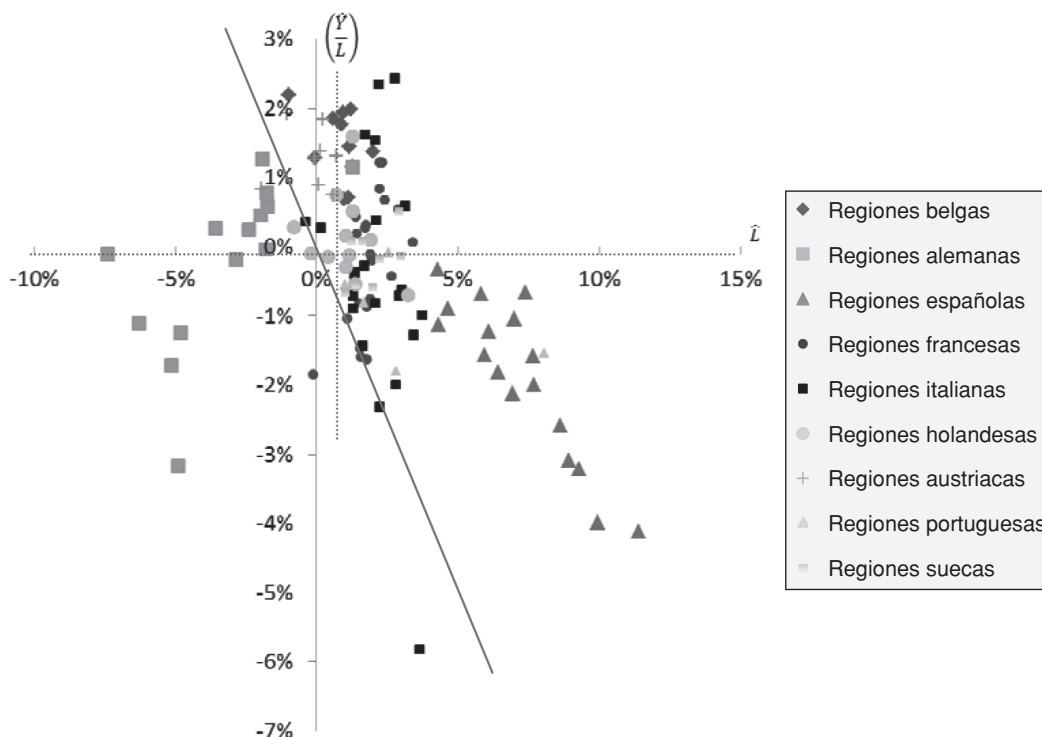 3%
(Ŷ/L)
2%
1%
0%
L̂
-10%
-5%
0%
5%
10%
15%
-1%
-2%
-3%
-4%
-5%
-6%
-7%
Regiones belgas
Regiones alemanas
Regiones españolas
Regiones francesas
Regiones italianas
Regiones holandesas
Regiones austriacas
Regiones portuguesas
Regiones suecas